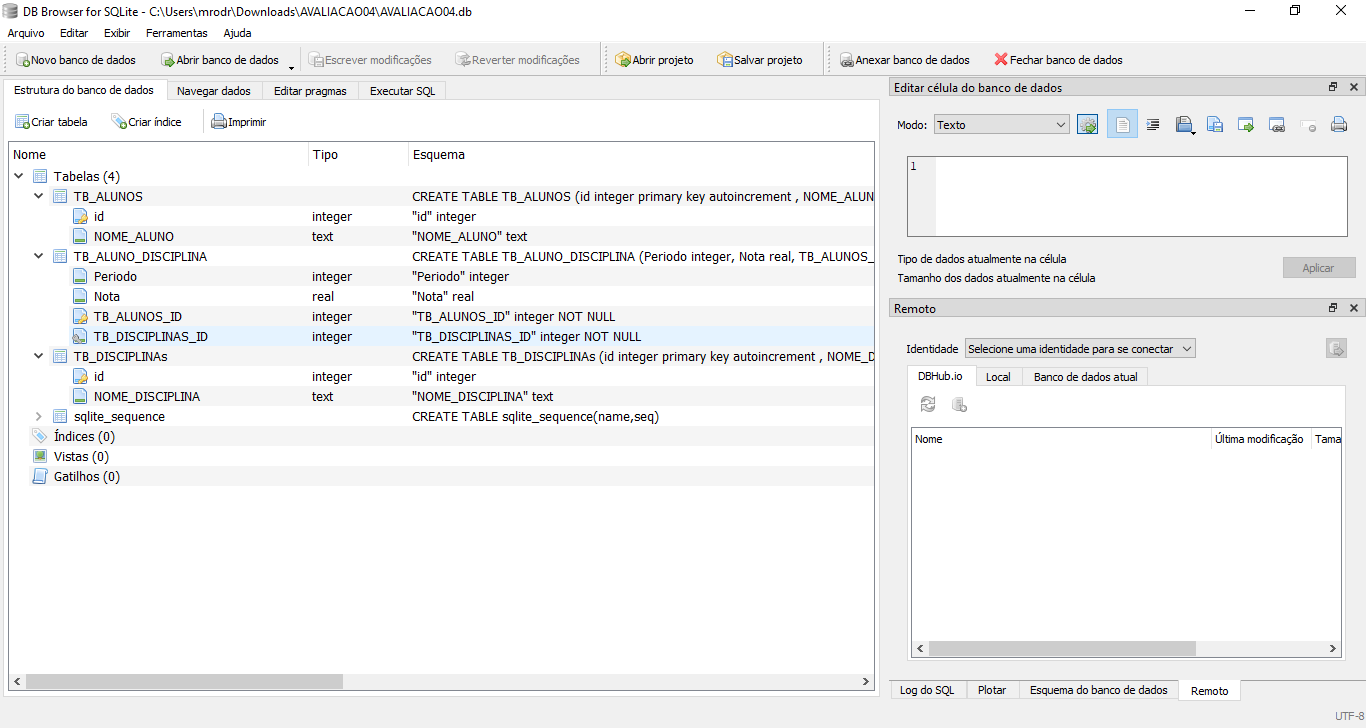 DB Browser for SQLite - C:\Users\mrodr\Downloads\AVALIACAO04\AVALIACAO04.db
Arquivo Editar Exibir Ferramentas Ajuda
Novo banco de dados Abrir banco de dados Escrever modificações Reverter modificações Abrir projeto Salvar projeto Anexar banco de dados Fechar banco de dados
Estrutura do banco de dados Navegar dados Editar pragmas Executar SQL
Criar tabela Criar índice Imprimir
Nome Tipo Esquema
Tabelas (4)
TB_ALUNOS CREATE TABLE TB_ALUNOS (id integer primary key autoincrement , NOME_ALUN
id integer "id" integer
NOME_ALUNO text "NOME_ALUNO" text
TB_ALUNO_DISCIPLINA CREATE TABLE TB_ALUNO_DISCIPLINA (Periodo integer, Nota real, TB_ALUNOS_
Periodo integer "Periodo" integer
Nota real "Nota" real
TB_ALUNOS_ID integer "TB_ALUNOS_ID" integer NOT NULL
TB_DISCIPLINAS_ID integer "TB_DISCIPLINAS_ID" integer NOT NULL
TB_DISCIPLINAs CREATE TABLE TB_DISCIPLINAs (id integer primary key autoincrement , NOME_D
id integer "id" integer
NOME_DISCIPLINA text "NOME_DISCIPLINA" text
sqlite_sequence CREATE TABLE sqlite_sequence(name,seq)
Índices (0)
Vistas (0)
Gatilhos (0)
Editar célula do banco de dados
Modo: Texto
1
Tipo de dados atualmente na célula
Tamanho dos dados atualmente na célula
Aplicar
Remoto
Identidade Selecione uma identidade para se conectar
DBHub.io Local Banco de dados atual
Nome Última modificação Tama
Log do SQL Plotar Esquema do banco de dados Remoto
UTF-8